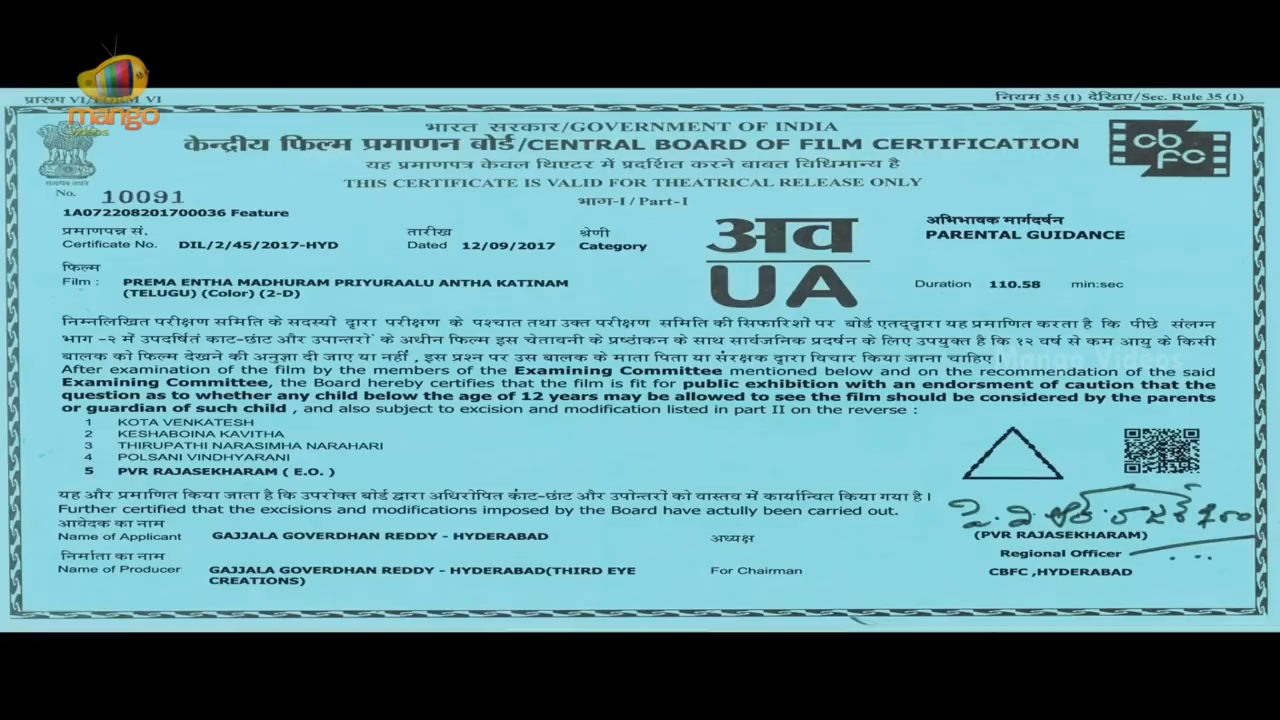 mango
videos
प्रारूप VI/FORM VI
नियम 35 (1) देखिए/Sec. Rule 35 (1)
भारत सरकार/GOVERNMENT OF INDIA
केन्द्रीय फिल्म प्रमाणन बोर्ड/CENTRAL BOARD OF FILM CERTIFICATION
cbfc
यह प्रमाणपत्र केवल थिएटर में प्रदर्शित करने बाबत विधिमान्य है
THIS CERTIFICATE IS VALID FOR THEATRICAL RELEASE ONLY
No. 10091
भाग-I/Part-I
1A072208201700036 Feature
प्रमाणपत्र सं. तारीख श्रेणी
Certificate No. DIL/2/45/2017-HYD Dated 12/09/2017 Category
अव
UA
अभिभावक मार्गदर्शन
PARENTAL GUIDANCE
फिल्म
Film : PREMA ENTHA MADHURAM PRIYURAALU ANTHA KATINAM
(TELUGU) (Color) (2-D)
Duration 110.58 min:sec
निम्नलिखित परीक्षण समिति के सदस्यों द्वारा परीक्षण के पश्चात तथा उक्त परीक्षण समिति की सिफारिशों पर बोर्ड एतद्द्वारा यह प्रमाणित करता है कि पीछे संलग्न
भाग -२ में उपदर्षित काट-छांट और उपान्तरों के अधीन फिल्म इस चेतावनी के प्रष्ठांकन के साथ सार्वजनिक प्रदर्षन के लिए उपयुक्त है कि १२ वर्ष से कम आयु के किसी
बालक को फिल्म देखने की अनुज्ञा दी जाए या नहीं , इस प्रश्न पर उस बालक के माता पिता या संरक्षक द्वारा विचार किया जाना चाहिए |
Mango Videos
After examination of the film by the members of the Examining Committee mentioned below and on the recommendation of the said
Examining Committee, the Board hereby certifies that the film is fit for public exhibition with an endorsment of caution that the
question as to whether any child below the age of 12 years may be allowed to see the film should be considered by the parents
or guardian of such child , and also subject to excision and modification listed in part II on the reverse :
1 KOTA VENKATESH
2 KESHABOINA KAVITHA
3 THIRUPATHI NARASIMHA NARAHARI
4 POLSANI VINDHYARANI
5 PVR RAJASEKHARAM ( E.O. )
यह और प्रमाणित किया जाता है कि उपरोक्त बोर्ड द्वारा अधिरोपित कांट-छांट और उपोन्तरों को वास्तव में कार्यान्वित किया गया है।
Further certified that the excisions and modifications imposed by the Board have actully been carried out.
आवेदक का नाम
Name of Applicant GAJJALA GOVERDHAN REDDY - HYDERABAD
अध्यक्ष
(PVR RAJASEKHARAM)
Regional Officer
निर्माता का नाम
Name of Producer GAJJALA GOVERDHAN REDDY - HYDERABAD(THIRD EYE
CREATIONS)
For Chairman
CBFC ,HYDERABAD